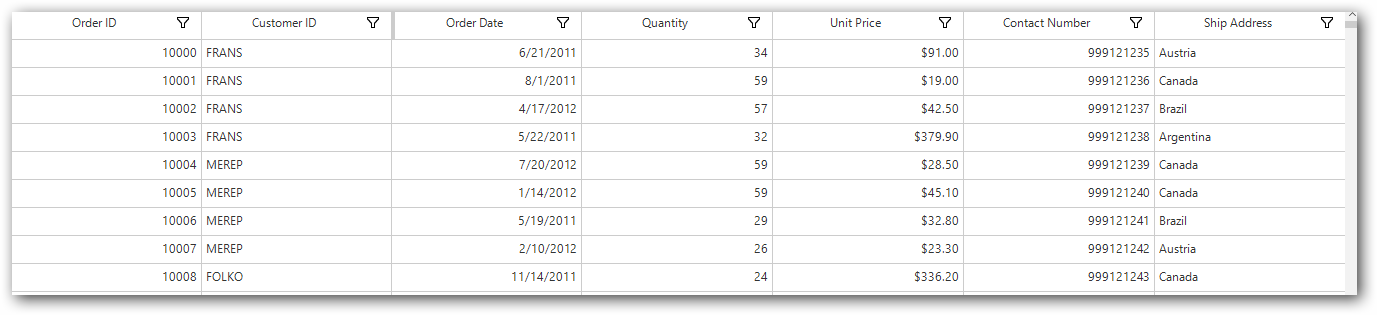 Order ID Customer ID Order Date Quantity Unit Price Contact Number Ship Address
10000 FRANS 6/21/2011 34 $91.00 999121235 Austria
10001 FRANS 8/1/2011 59 $19.00 999121236 Canada
10002 FRANS 4/17/2012 57 $42.50 999121237 Brazil
10003 FRANS 5/22/2011 32 $379.90 999121238 Argentina
10004 MEREP 7/20/2012 59 $28.50 999121239 Canada
10005 MEREP 1/14/2012 59 $45.10 999121240 Canada
10006 MEREP 5/19/2011 29 $32.80 999121241 Brazil
10007 MEREP 2/10/2012 26 $23.30 999121242 Austria
10008 FOLKO 11/14/2011 24 $336.20 999121243 Canada